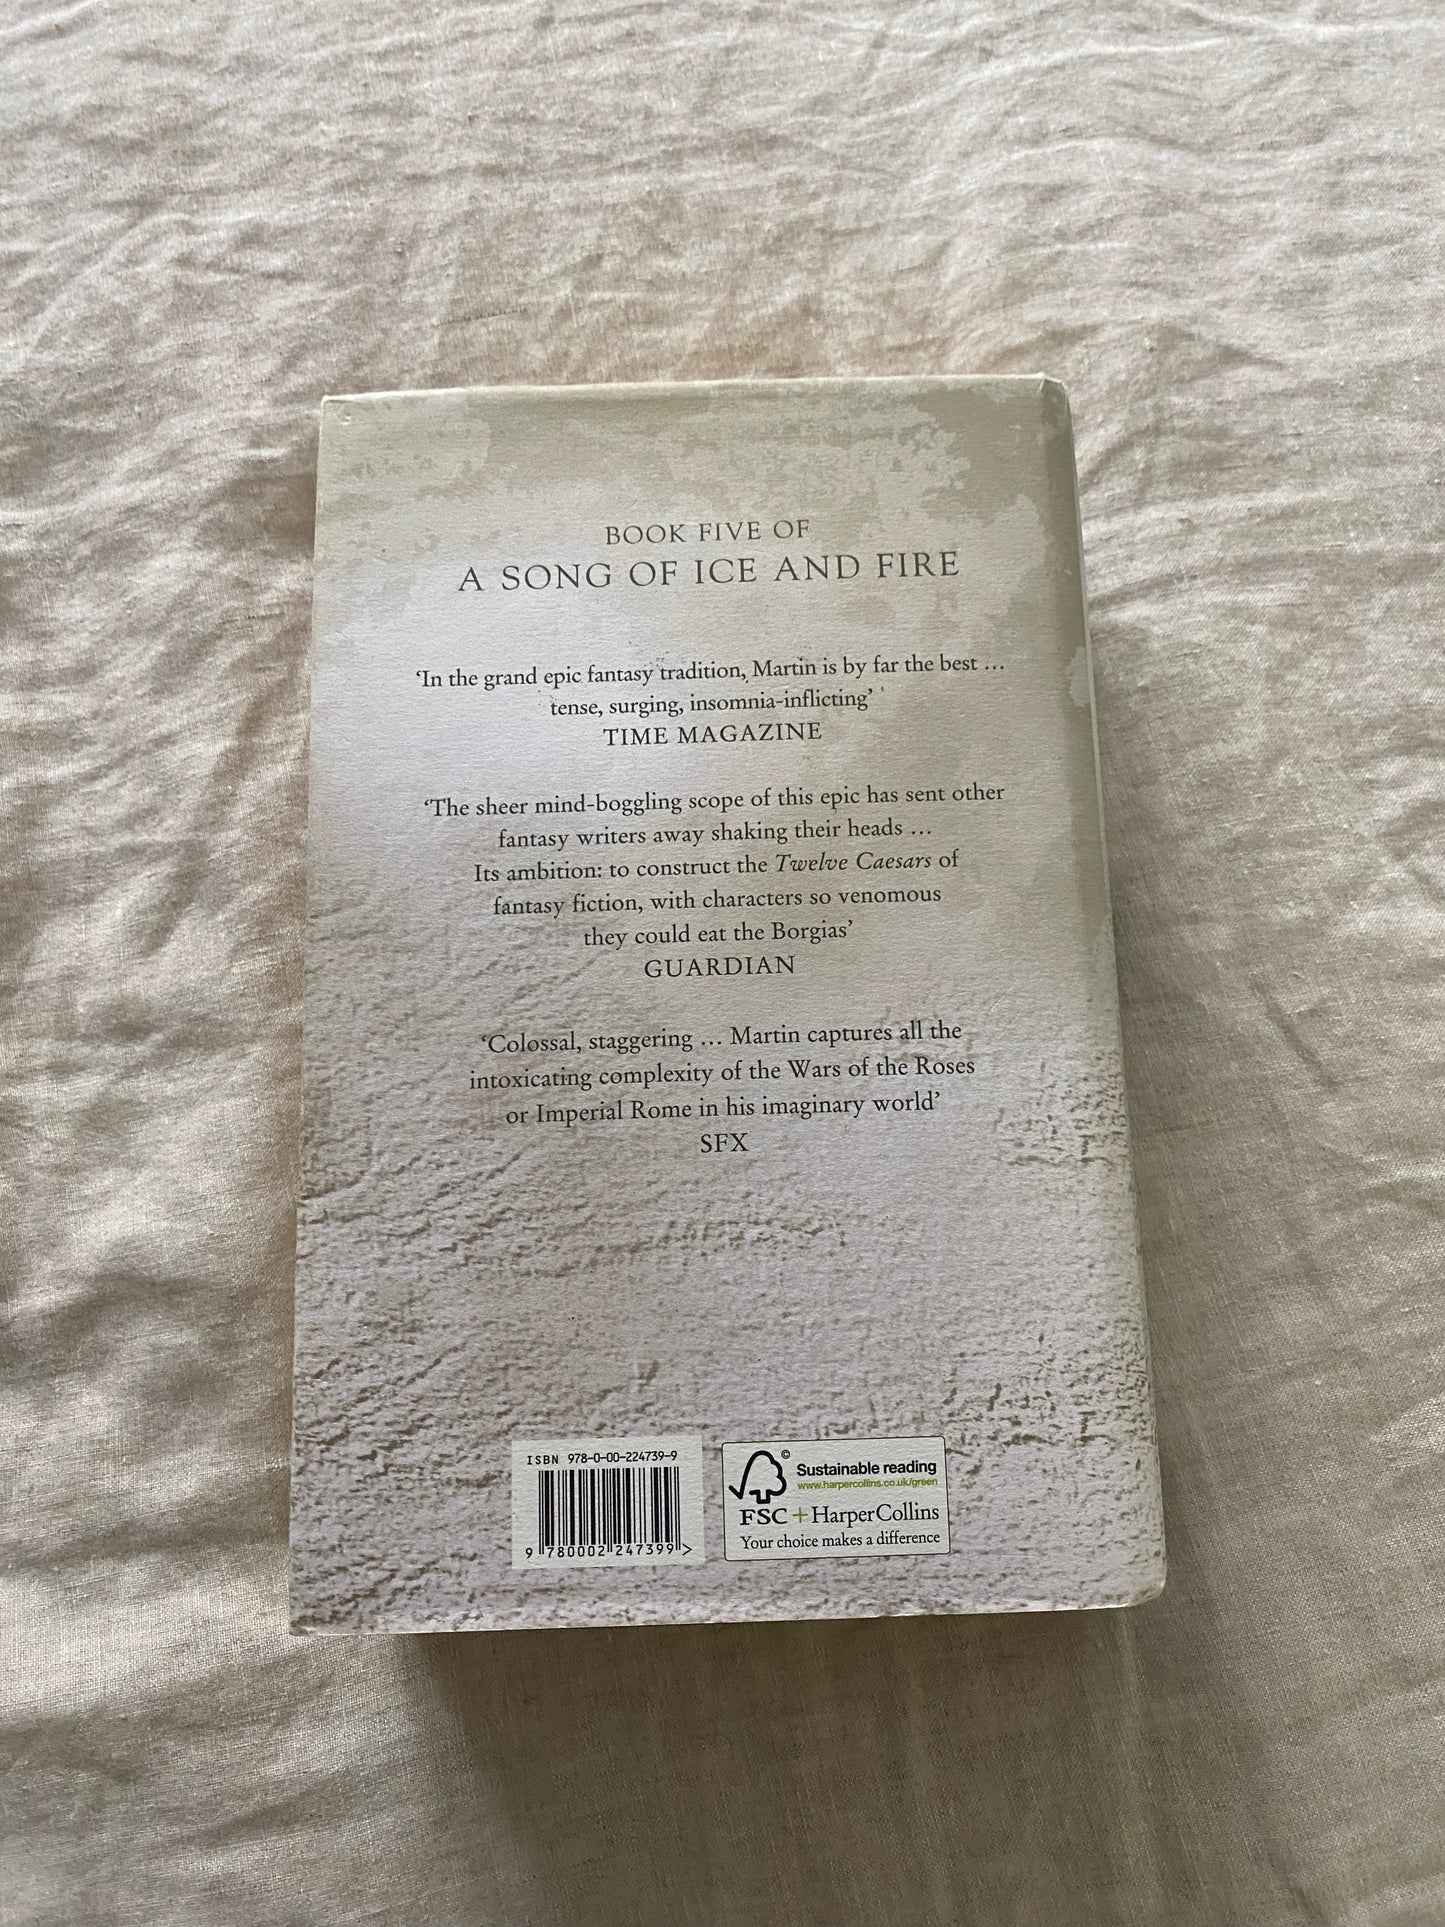 BOOK FIVE OF
A SONG OF ICE AND FIRE
‘In the grand epic fantasy tradition, Martin is by far the best …
tense, surging, insomnia-inflicting’
TIME MAGAZINE
‘The sheer mind-boggling scope of this epic has sent other
fantasy writers away shaking their heads …
Its ambition: to construct the Twelve Caesars of
fantasy fiction, with characters so venomous
they could eat the Borgias’
GUARDIAN
‘Colossal, staggering … Martin captures all the
intoxicating complexity of the Wars of the Roses
or Imperial Rome in his imaginary world’
SFX
ISBN 978-0-00-224739-9
9 780002 247399 >
©
Sustainable reading
www.harpercollins.co.uk/green
FSC + HarperCollins
Your choice makes a difference